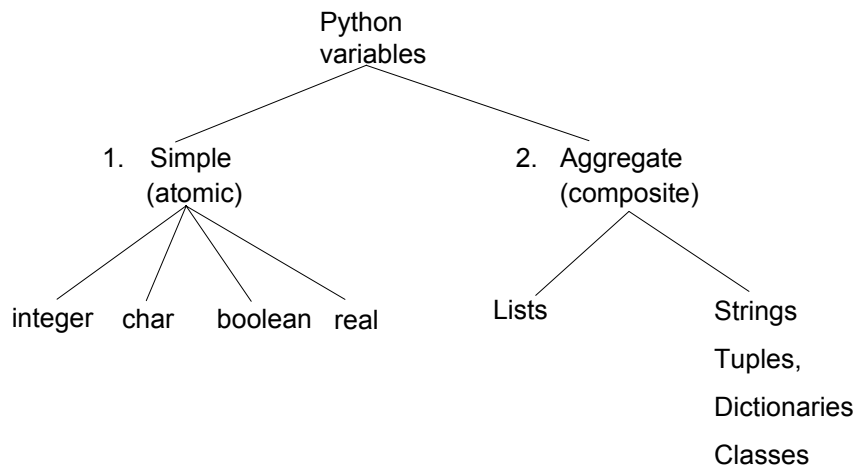 Python
variables
1. Simple
(atomic)
2. Aggregate
(composite)
integer
char
boolean
real
Lists
Strings
Tuples,
Dictionaries
Classes